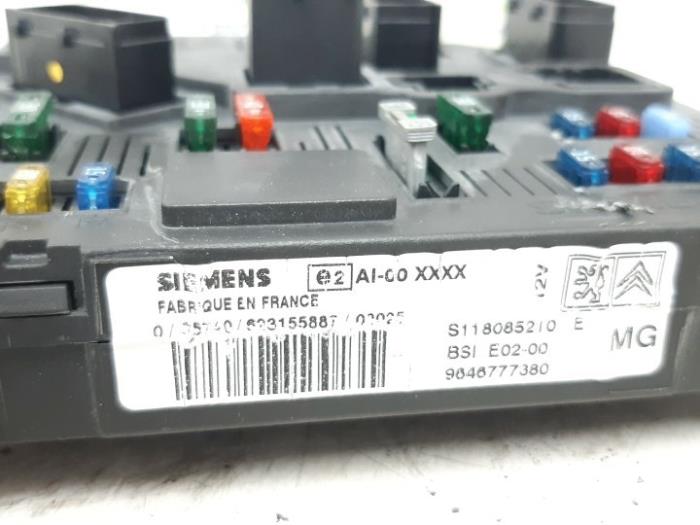 SIEMENS e2 AI-00 XXXX 12V
FABRIQUE EN FRANCE
S118085210 E
BSI E02-00 MG
9646777380